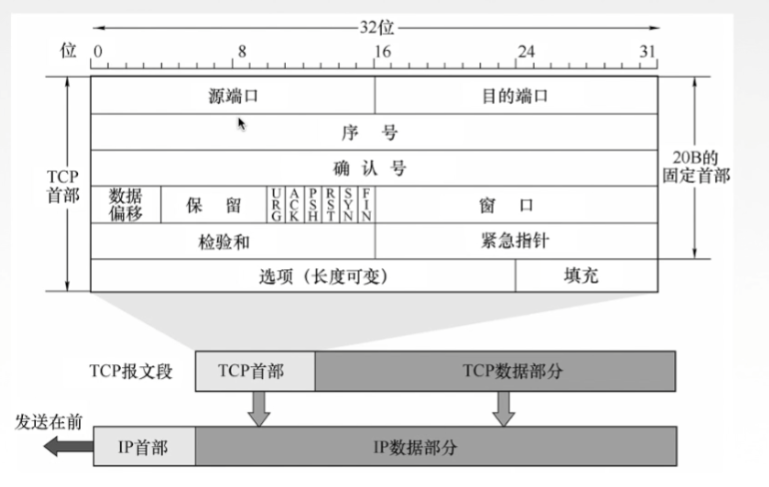 32位
位 0 8 16 24 31
源端口 目的端口
序 号
确 认 号
TCP首部
20B的固定首部
数据偏移 保 留 URG ACK PSH RST SYN FIN 窗 口
检验和 紧急指针
选项（长度可变） 填充
TCP报文段 TCP首部 TCP数据部分
发送在前
IP首部 IP数据部分